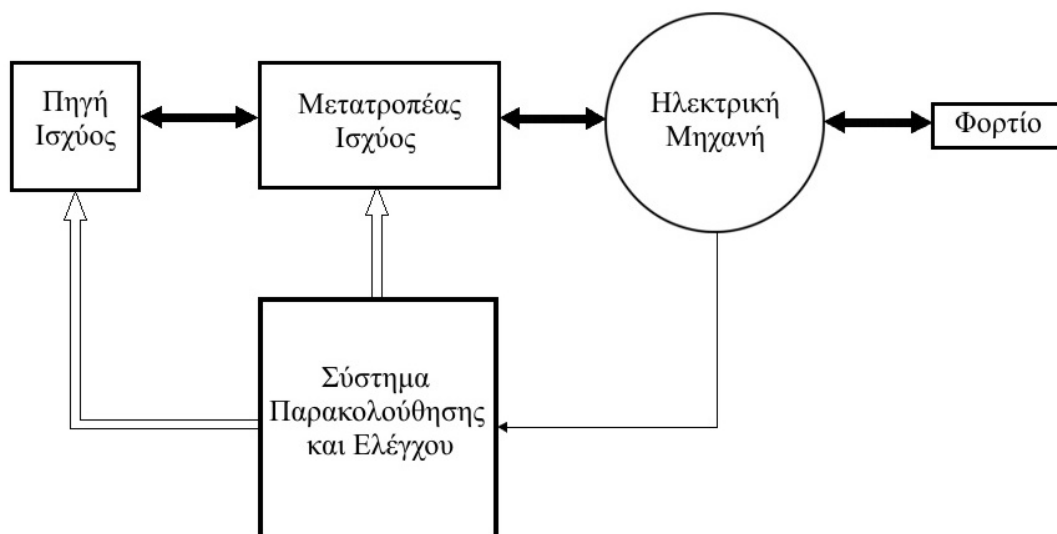 Πηγή
Ισχύος
Μετατροπέας
Ισχύος
Ηλεκτρική
Μηχανή
Φορτίο
Σύστημα
Παρακολούθησης
και Ελέγχου